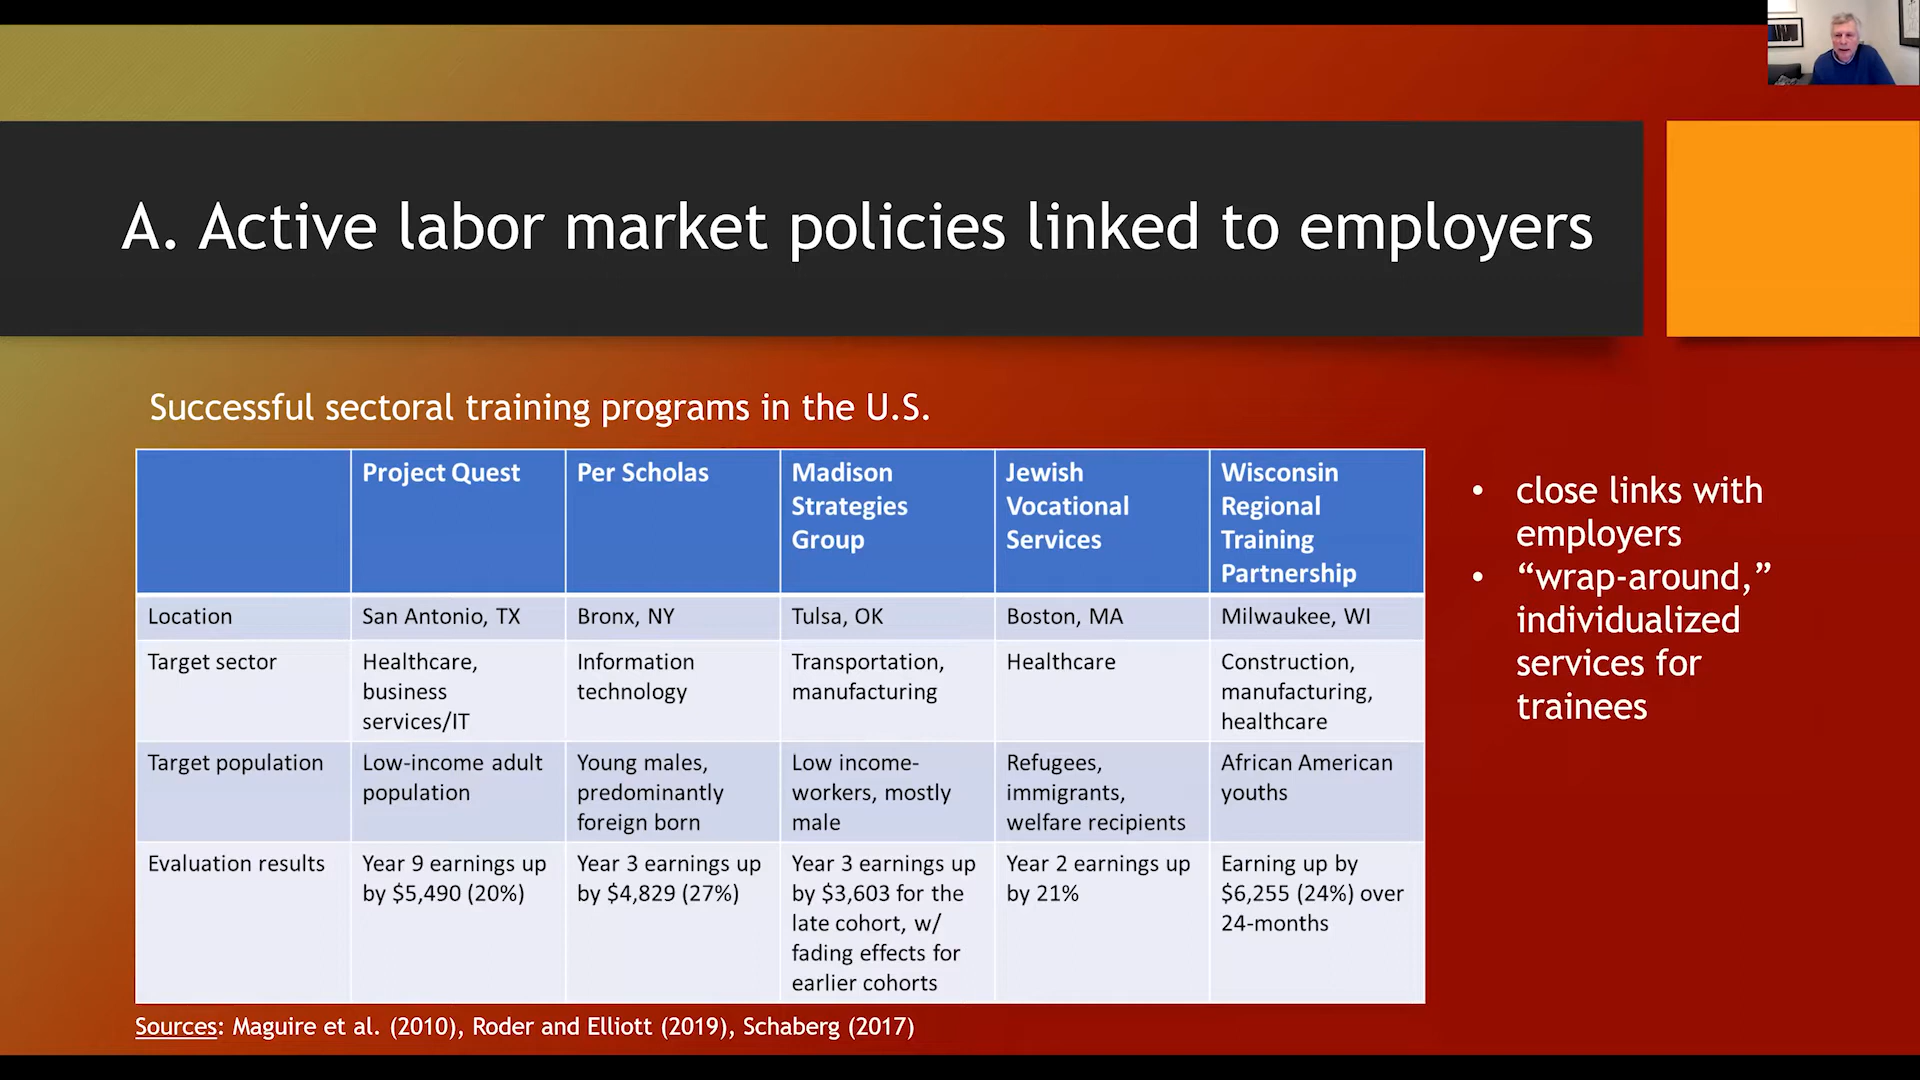 A. Active labor market policies linked to employers
Successful sectoral training programs in the U.S.
Project Quest
Per Scholas
Madison
Strategies
Group
Jewish
Vocational
Services
Wisconsin
Regional
Training
Partnership
Location
San Antonio, TX
Bronx, NY
Tulsa, OK
Boston, MA
Milwaukee, WI
Target sector
Healthcare,
business
services/IT
Information
technology
Transportation,
manufacturing
Healthcare
Construction,
manufacturing,
healthcare
Target population
Low-income adult
population
Young males,
predominantly
foreign born
Low income-
workers, mostly
male
Refugees,
immigrants,
welfare recipients
African American
youths
Evaluation results
Year 9 earnings up
by $5,490 (20%)
Year 3 earnings up
by $4,829 (27%)
Year 3 earnings up
by $3,603 for the
late cohort, w/
fading effects for
earlier cohorts
Year 2 earnings up
by 21%
Earning up by
$6,255 (24%) over
24-months
• close links with
employers
• “wrap-around,”
individualized
services for
trainees
Sources: Maguire et al. (2010), Roder and Elliott (2019), Schaberg (2017)